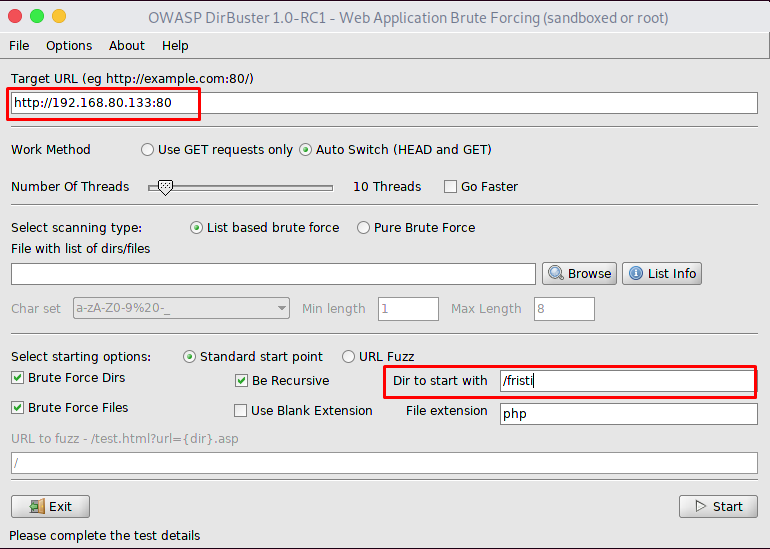 OWASP DirBuster 1.0-RC1 - Web Application Brute Forcing (sandboxed or root)
File Options About Help
Target URL (eg http://example.com:80/)
http://192.168.80.133:80
Work Method Use GET requests only Auto Switch (HEAD and GET)
Number Of Threads 10 Threads Go Faster
Select scanning type: List based brute force Pure Brute Force
File with list of dirs/files
Browse List Info
Char set a-zA-Z0-9%20-_ Min length 1 Max Length 8
Select starting options: Standard start point URL Fuzz
Brute Force Dirs Be Recursive Dir to start with /fristi
Brute Force Files Use Blank Extension File extension php
URL to fuzz - /test.html?url={dir}.asp
/
Exit Start
Please complete the test details